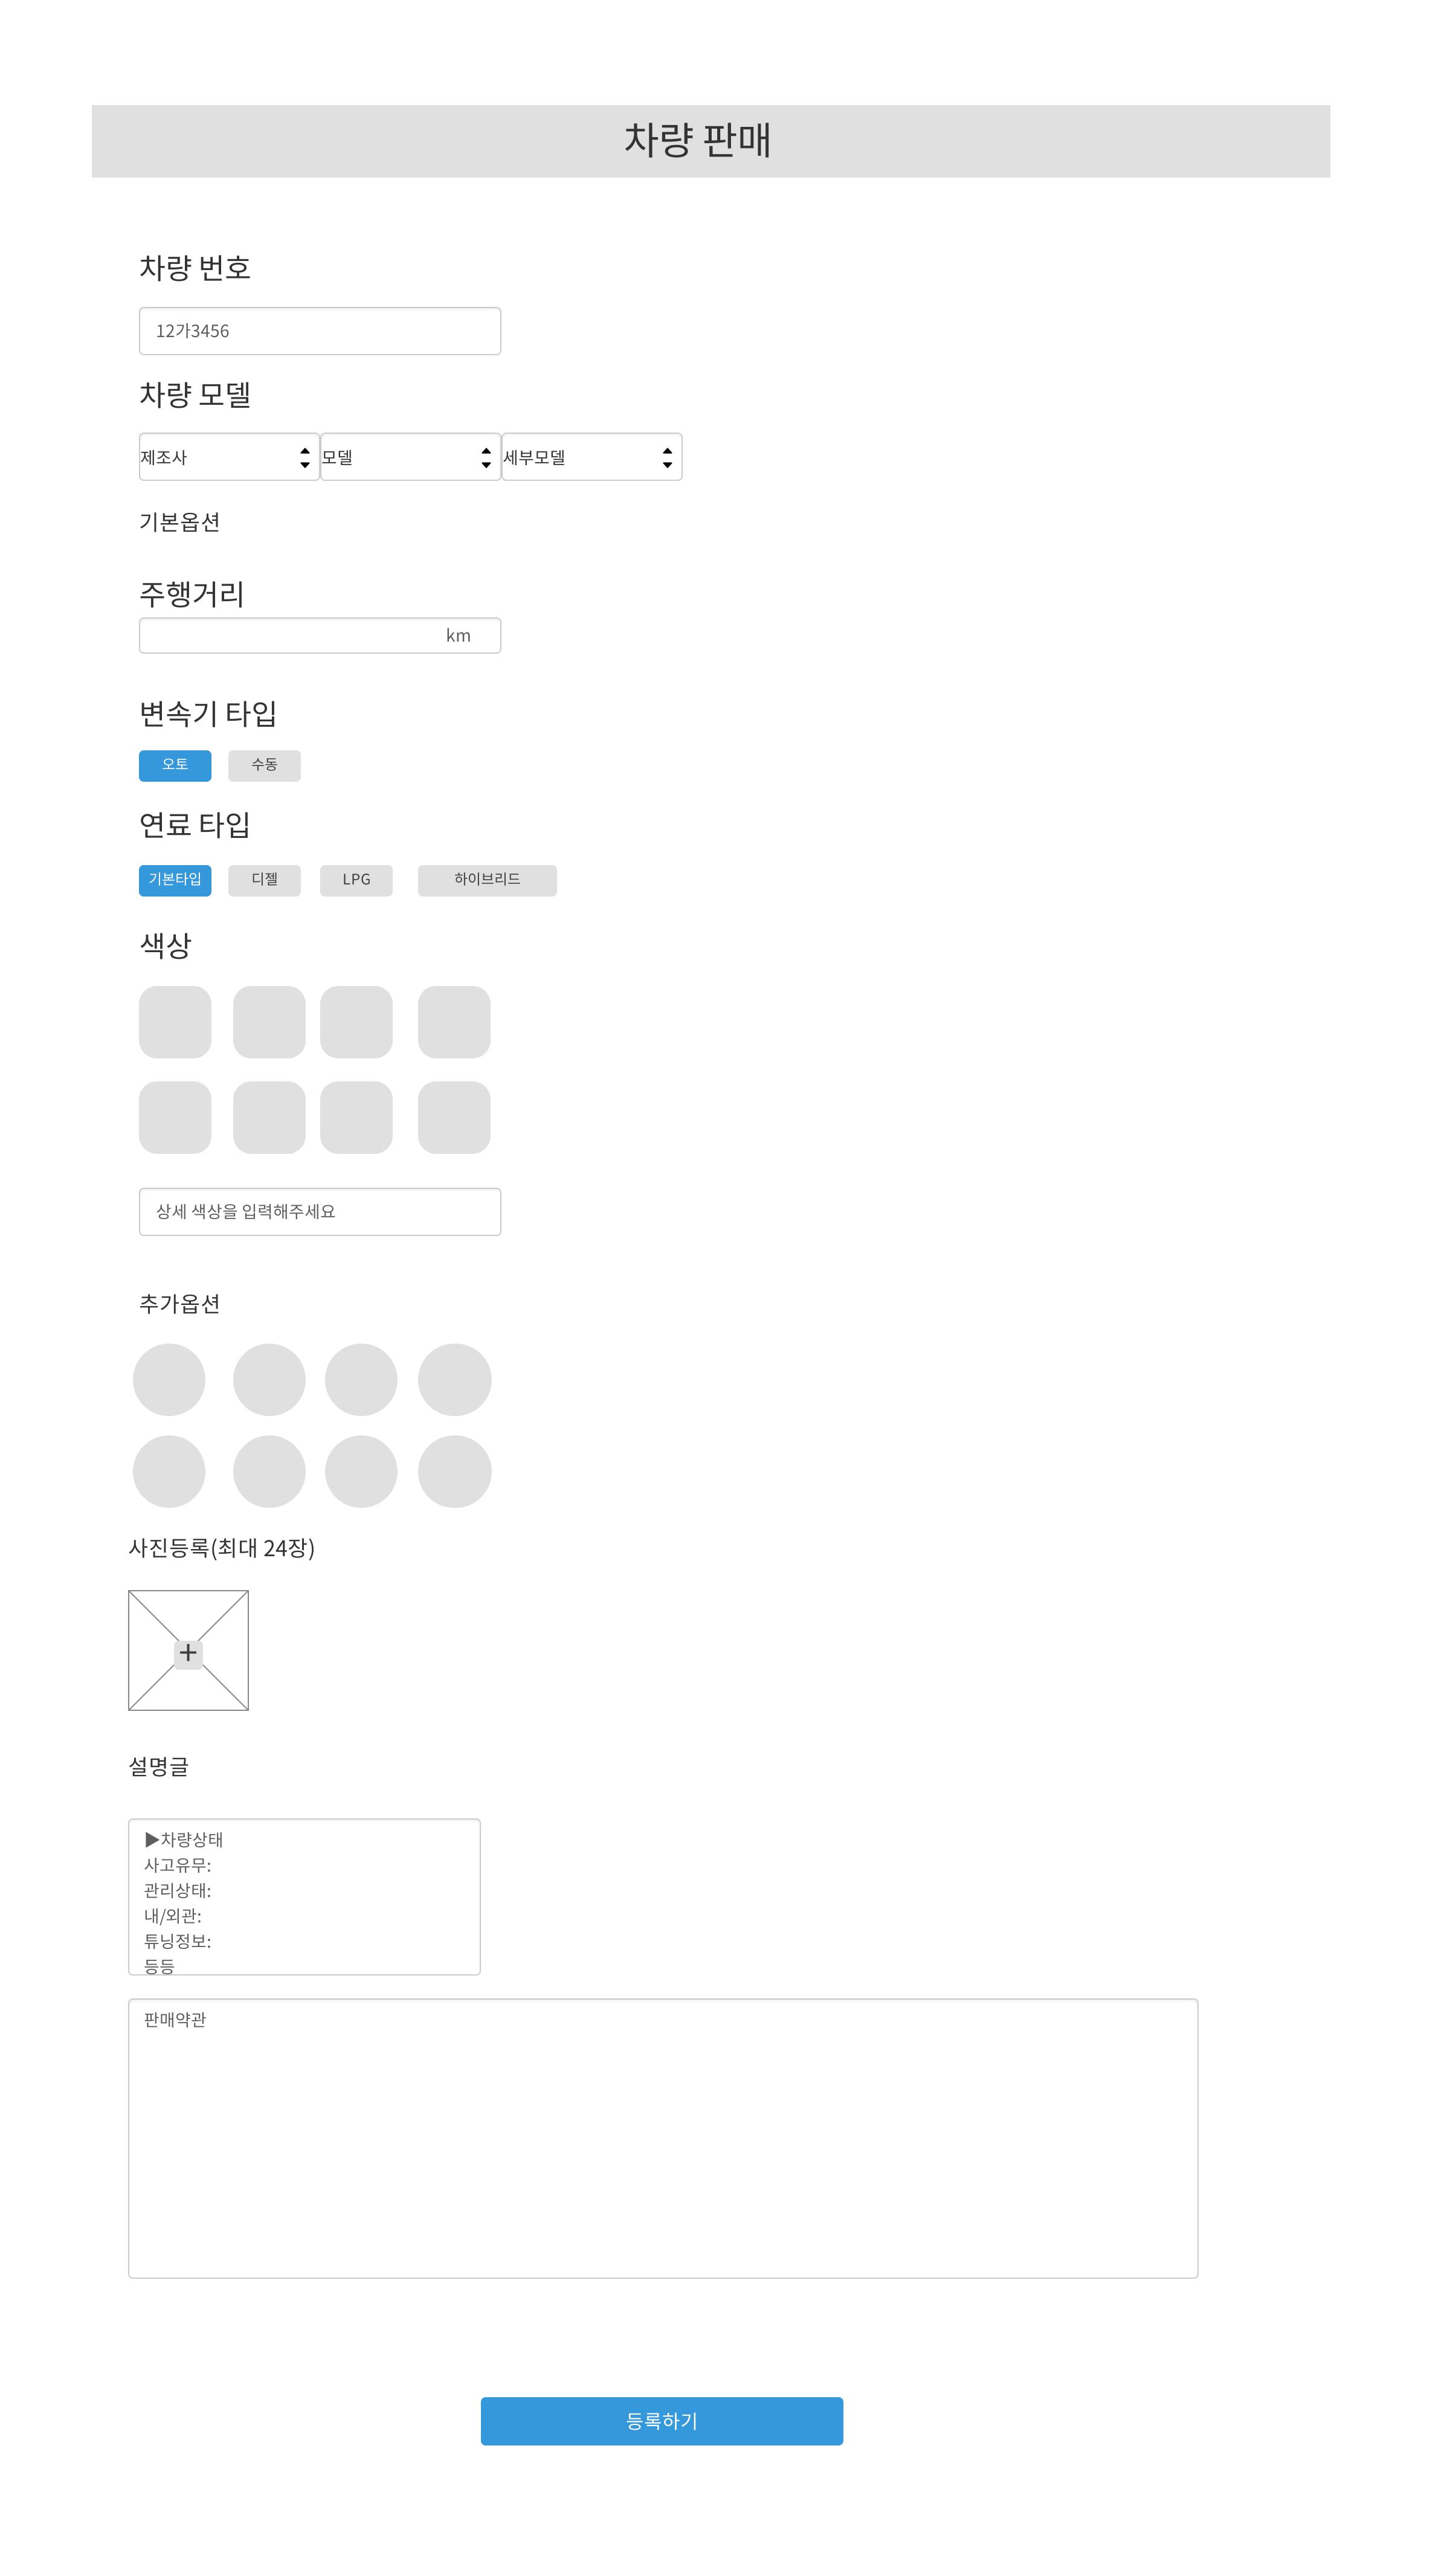 차량 판매
차량 번호
12가3456
차량 모델
제조사 모델 세부모델
기본옵션
주행거리
km
변속기 타입
오토 수동
연료 타입
기본타입 디젤 LPG 하이브리드
색상
상세 색상을 입력해주세요
추가옵션
사진등록(최대 24장)
+
설명글
▶차량상태
사고유무:
관리상태:
내/외관:
튜닝정보:
등등
판매약관
등록하기